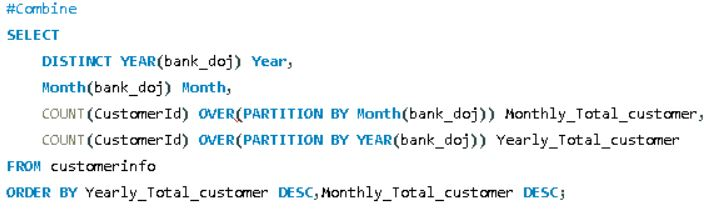 #Combine
SELECT
DISTINCT YEAR(bank_doj) Year,
Month(bank_doj) Month,
COUNT(CustomerId) OVER(PARTITION BY Month(bank_doj)) Monthly_Total_customer,
COUNT(CustomerId) OVER(PARTITION BY YEAR(bank_doj)) Yearly_Total_customer
FROM customerinfo
ORDER BY Yearly_Total_customer DESC,Monthly_Total_customer DESC;